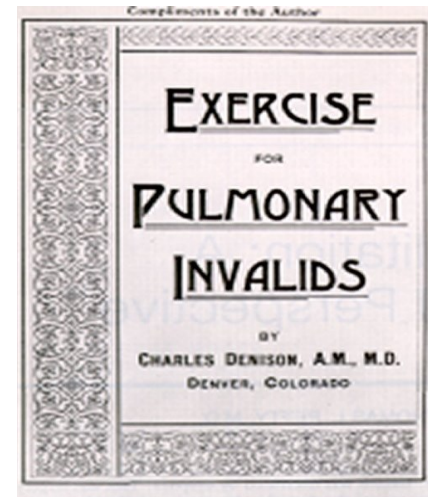 Compliments of the Author
EXERCISE
FOR
PULMONARY
INVALIDS
BY
CHARLES DENISON, A.M., M.D.
DENVER, COLORADO